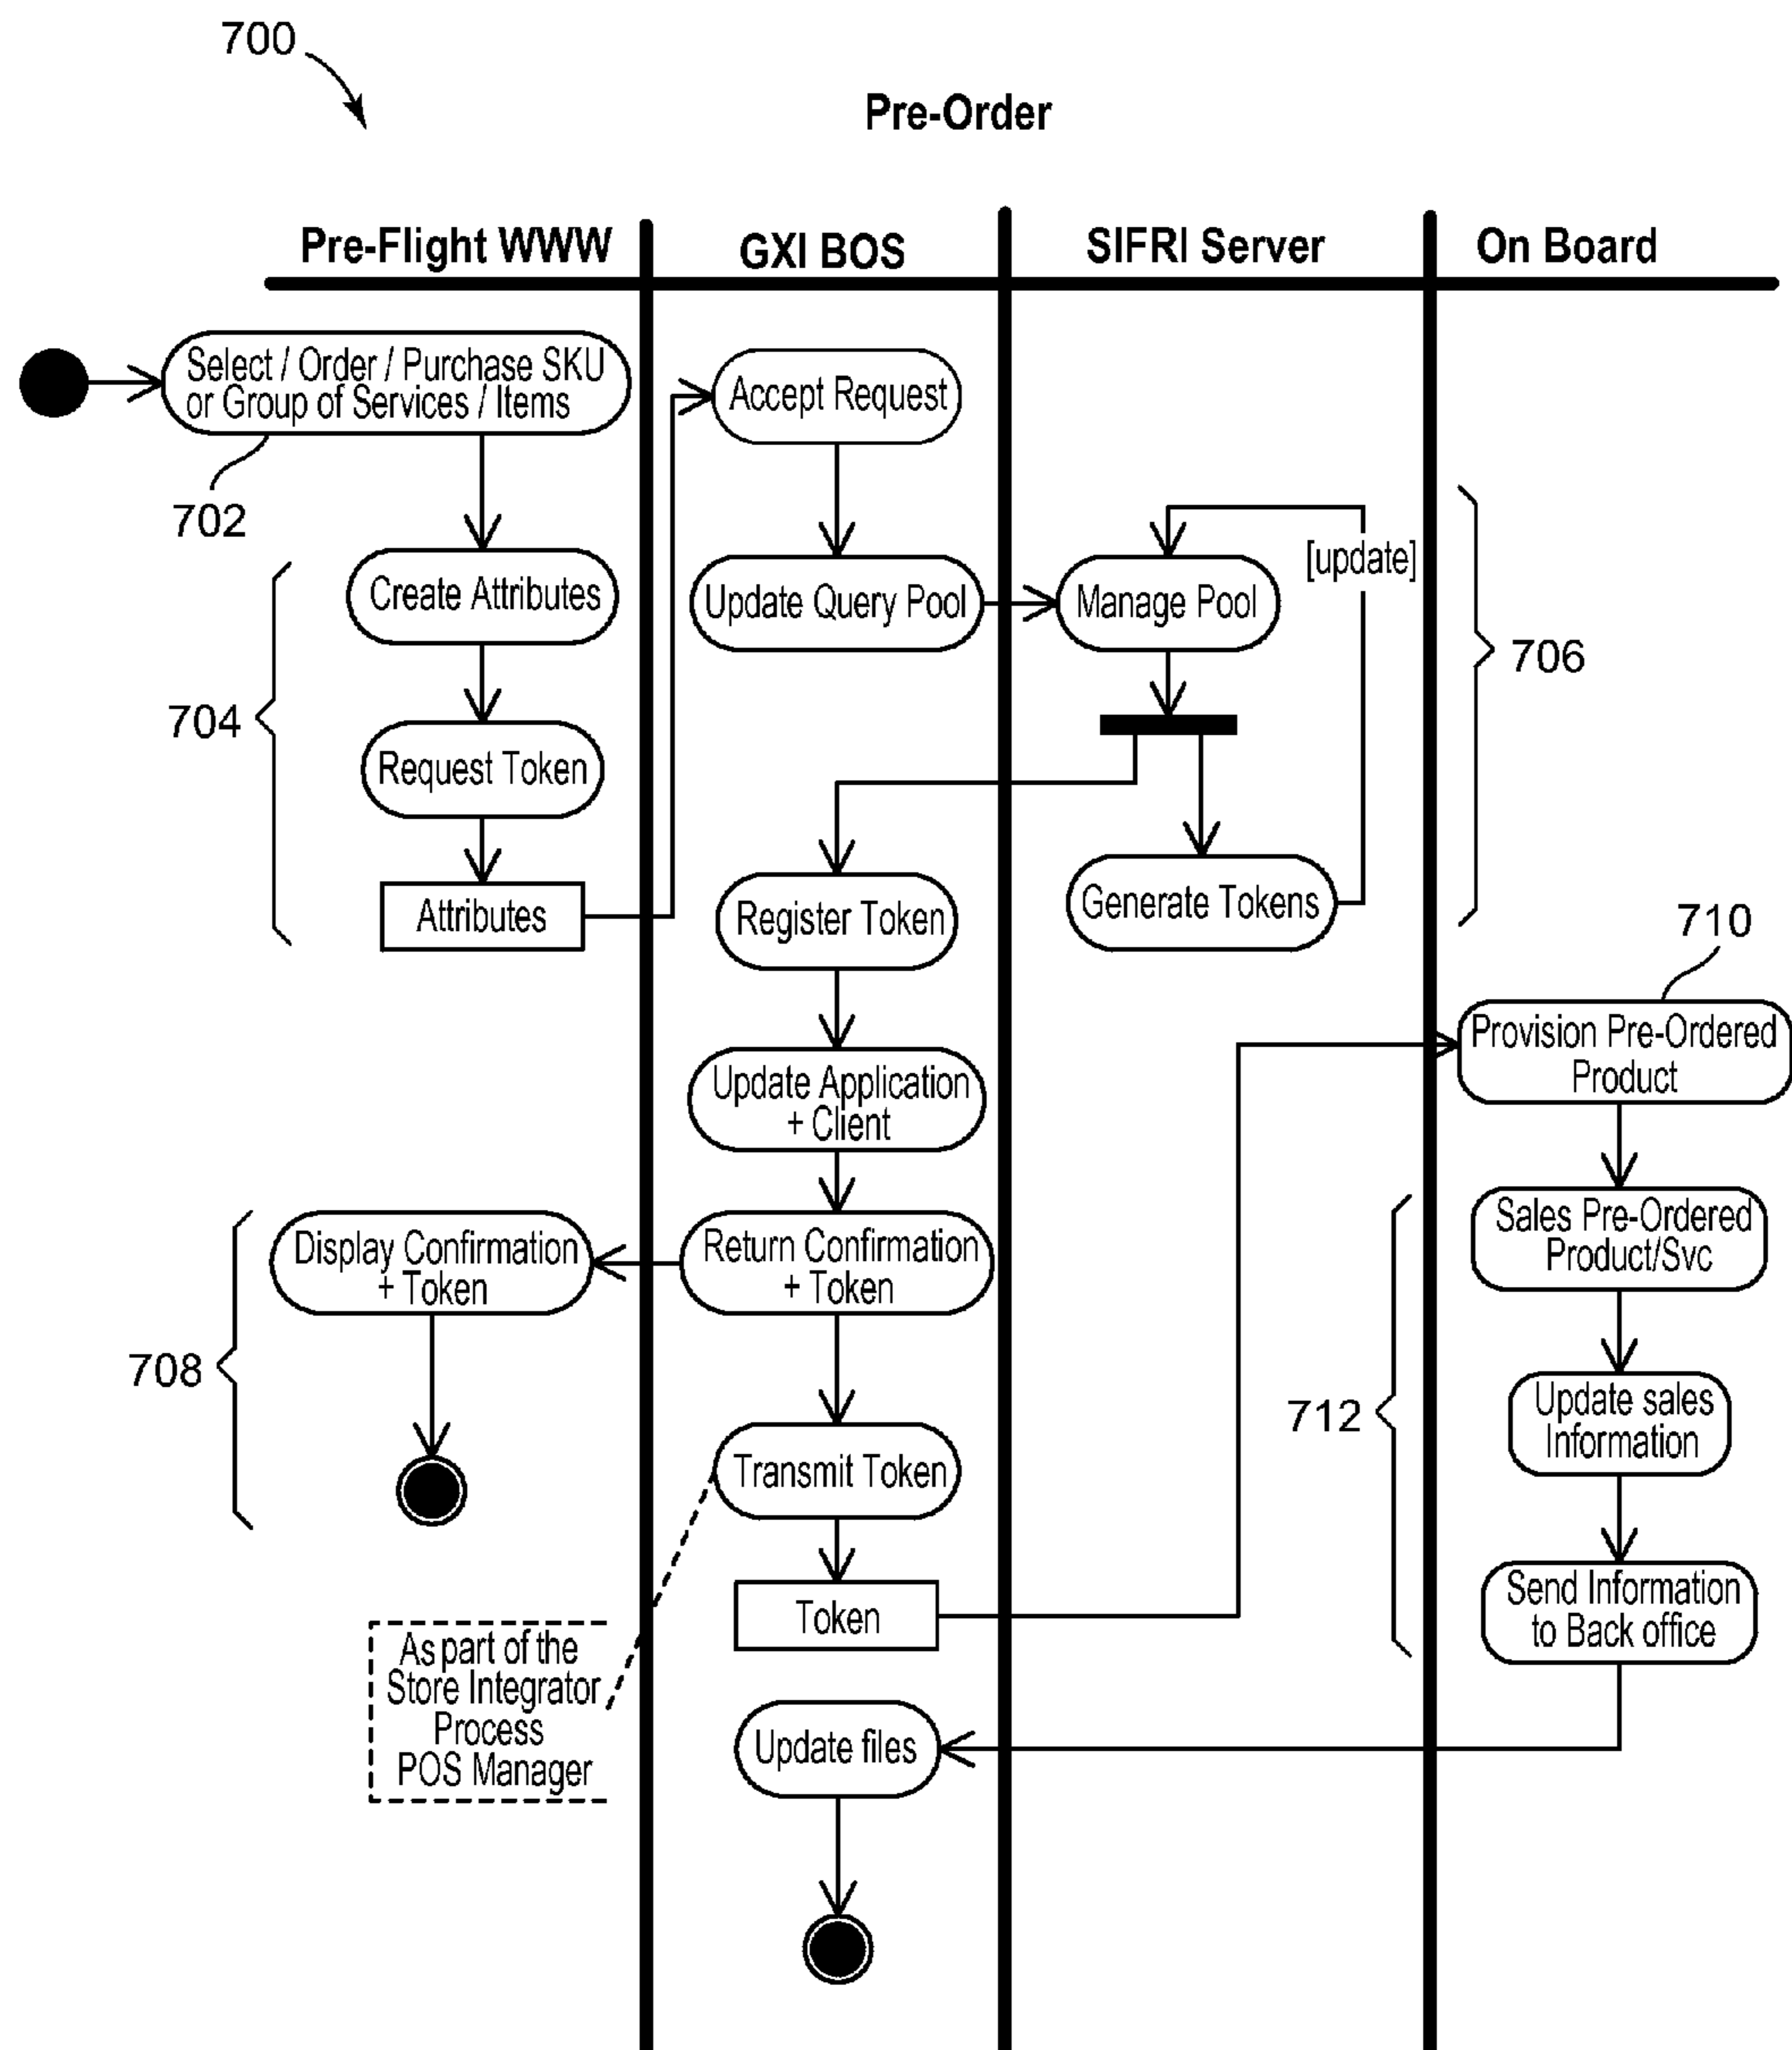 700
Pre-Order
Pre-Flight WWW
GXI BOS
SIFRI Server
On Board
Select / Order / Purchase SKU
or Group of Services / Items
702
Create Attributes
704
Request Token
Attributes
Accept Request
Update Query Pool
Manage Pool
[update]
706
Generate Tokens
Register Token
Update Application
+ Client
Return Confirmation
+ Token
Display Confirmation
+ Token
708
Transmit Token
As part of the
Store Integrator
Process
POS Manager
Token
710
Provision Pre-Ordered
Product
Sales Pre-Ordered
Product/Svc
712
Update sales
Information
Send Information
to Back office
Update files